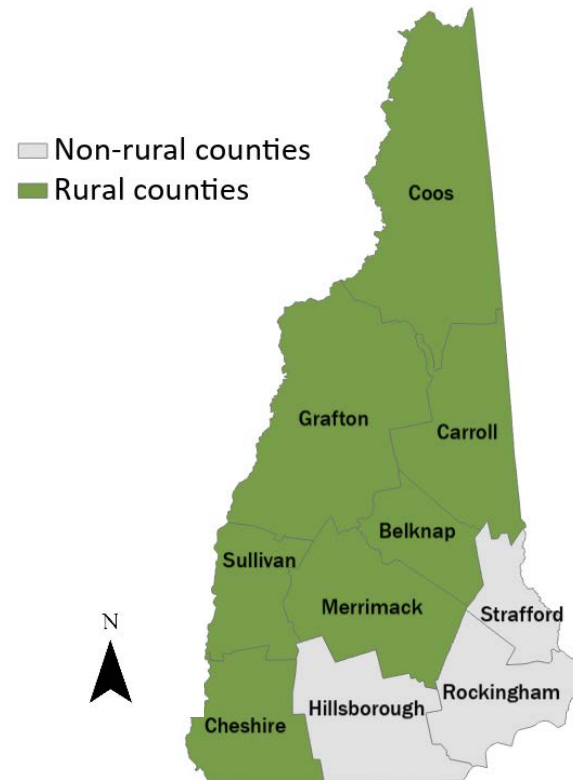 Non-rural counties
Rural counties
Coos
Grafton
Carroll
Belknap
Sullivan
Merrimack
Strafford
N
Rockingham
Hillsborough
Cheshire